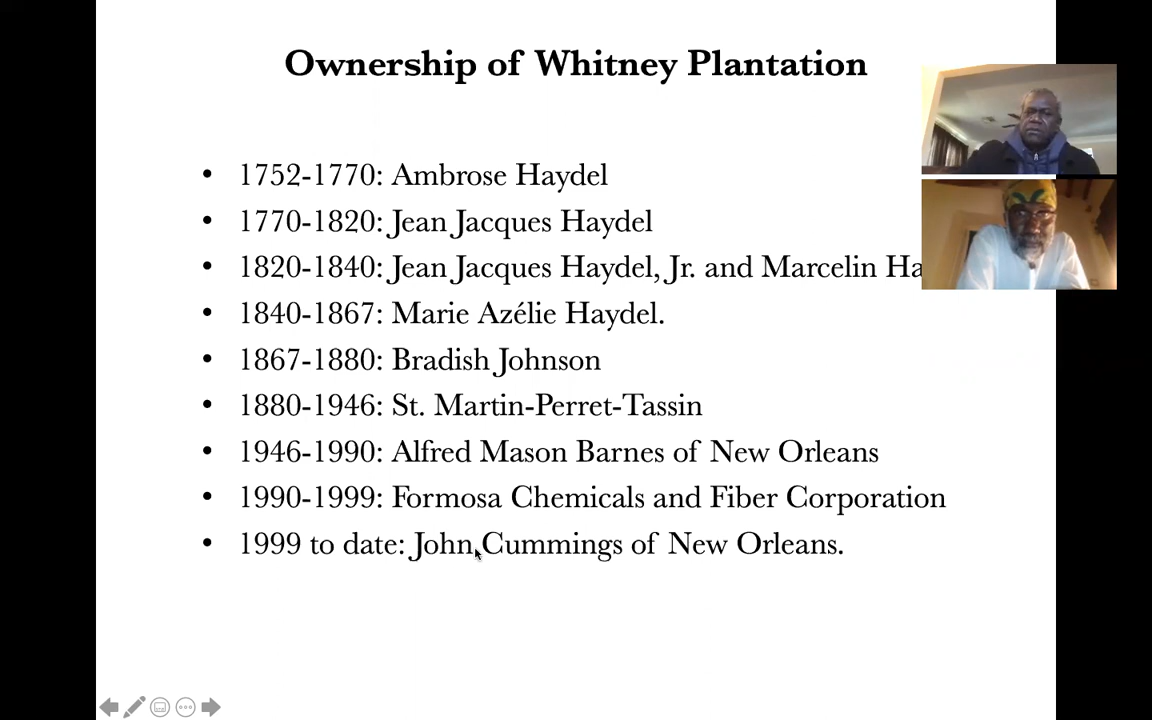 Ownership of Whitney Plantation
• 1752-1770: Ambrose Haydel
• 1770-1820: Jean Jacques Haydel
• 1820-1840: Jean Jacques Haydel, Jr. and Marcelin Ha
• 1840-1867: Marie Azélie Haydel.
• 1867-1880: Bradish Johnson
• 1880-1946: St. Martin-Perret-Tassin
• 1946-1990: Alfred Mason Barnes of New Orleans
• 1990-1999: Formosa Chemicals and Fiber Corporation
• 1999 to date: John Cummings of New Orleans.